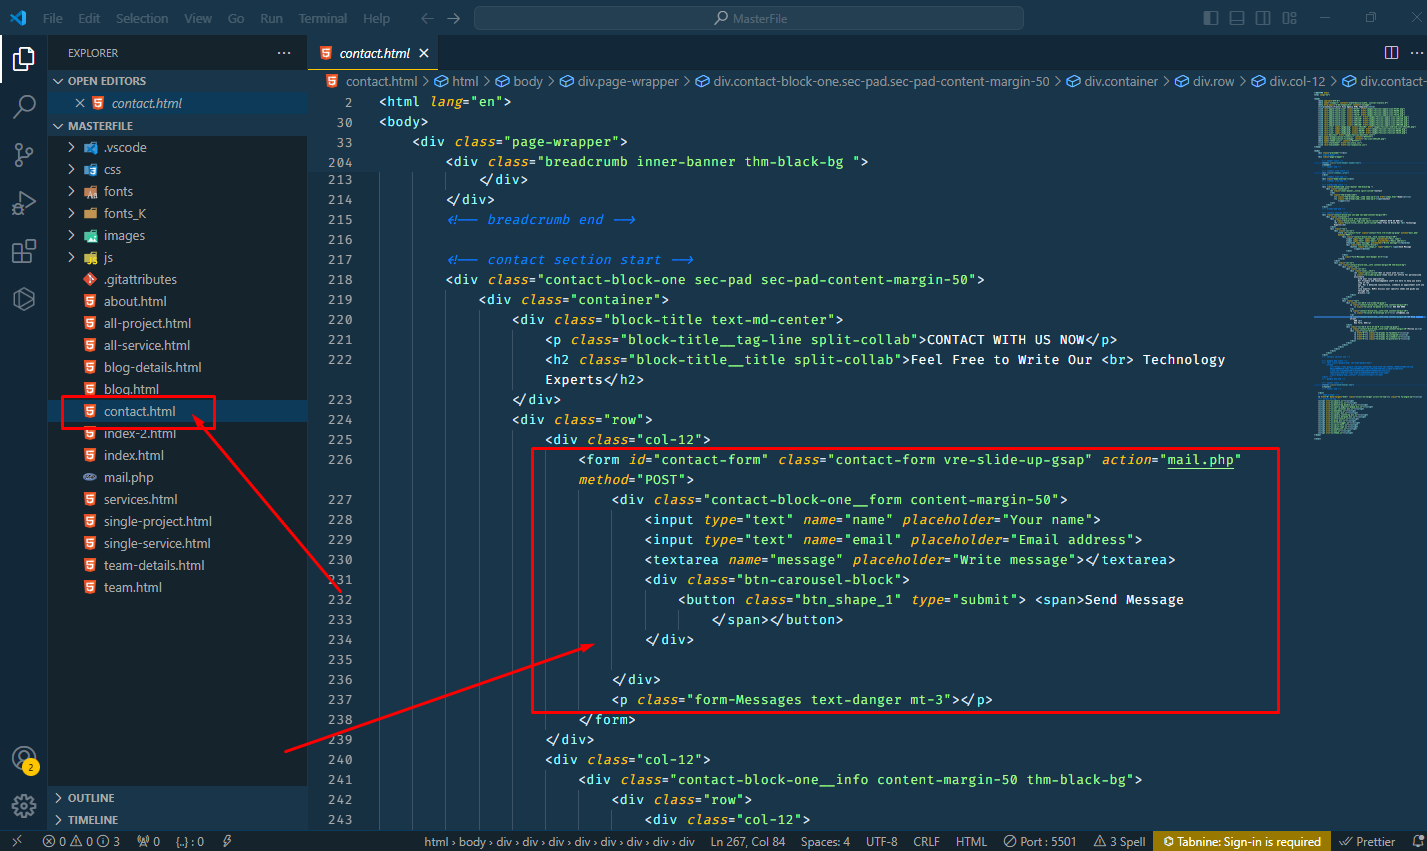 File Edit Selection View Go Run Terminal Help
MasterFile
EXPLORER
contact.html
OPEN EDITORS
contact.html
MASTERFILE
.vscode
css
fonts
fonts_K
images
js
.gitattributes
about.html
all-project.html
all-service.html
blog-details.html
blog.html
contact.html
index-2.html
index.html
mail.php
services.html
single-project.html
single-service.html
team-details.html
team.html
OUTLINE
TIMELINE
2
contact.html > html > body > div.page-wrapper > div.contact-block-one.sec-pad.sec-pad-content-margin-50 > div.container > div.row > div.col-12 > div.contact-
2 <html lang="en">
30 <body>
33 <div class="page-wrapper">
204 <div class="breadcrumb inner-banner thm-black-bg ">
213 </div>
214 </div>
215 <!-- breadcrumb end -->
216
217 <!-- contact section start -->
218 <div class="contact-block-one sec-pad sec-pad-content-margin-50">
219 <div class="container">
220 <div class="block-title text-md-center">
221 <p class="block-title__tag-line split-collab">CONTACT WITH US NOW</p>
222 <h2 class="block-title__title split-collab">Feel Free to Write Our <br> Technology
Experts</h2>
223 </div>
224 <div class="row">
225 <div class="col-12">
226 <form id="contact-form" class="contact-form vre-slide-up-gsap" action="mail.php"
method="POST">
227 <div class="contact-block-one__form content-margin-50">
228 <input type="text" name="name" placeholder="Your name">
229 <input type="text" name="email" placeholder="Email address">
230 <textarea name="message" placeholder="Write message"></textarea>
231 <div class="btn-carousel-block">
232 <button class="btn_shape_1" type="submit"> <span>Send Message
233 </span></button>
234 </div>
235
236 </div>
237 <p class="form-Messages text-danger mt-3"></p>
238 </form>
239 </div>
240 <div class="col-12">
241 <div class="contact-block-one__info content-margin-50 thm-black-bg">
242 <div class="row">
243 <div class="col-12">
0 0 3 0 {..} : 0 html › body › div › div › div › div › div › div › div › div Ln 267, Col 84 Spaces: 4 UTF-8 CRLF HTML Port : 5501 3 Spell Tabnine: Sign-in is required Prettier